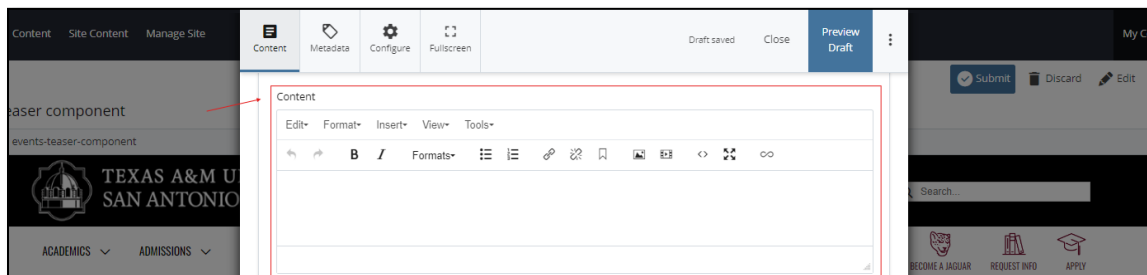 Content Site Content Manage Site
Content Metadata Configure Fullscreen
Draft saved Close Preview Draft
My C
Submit Discard Edit
easer component
events-teaser-component
Content
Edit Format Insert View Tools
B I Formats
TEXAS A&M U
SAN ANTONIO
Search...
ACADEMICS ADMISSIONS
BECOME A JAGUAR REQUEST INFO APPLY